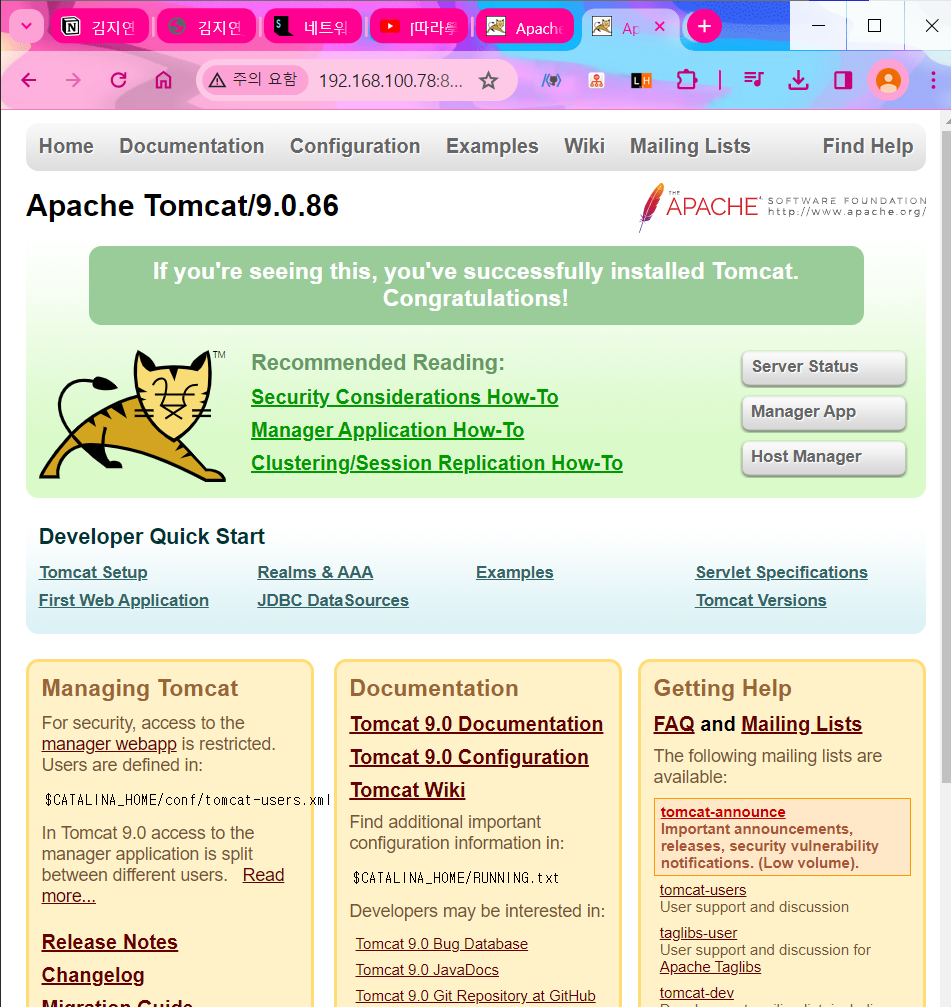 김지연
김지연
네트워
[따라학
Apache
Ap
주의 요함
192.168.100.78:8...
LH
Home Documentation Configuration Examples Wiki Mailing Lists Find Help
Apache Tomcat/9.0.86
THE APACHE SOFTWARE FOUNDATION
http://www.apache.org/
If you're seeing this, you've successfully installed Tomcat.
Congratulations!
TM
Recommended Reading:
Security Considerations How-To
Manager Application How-To
Clustering/Session Replication How-To
Server Status
Manager App
Host Manager
Developer Quick Start
Tomcat Setup
First Web Application
Realms & AAA
JDBC DataSources
Examples
Servlet Specifications
Tomcat Versions
Managing Tomcat
For security, access to the
manager webapp is restricted.
Users are defined in:
$CATALINA_HOME/conf/tomcat-users.xml
In Tomcat 9.0 access to the
manager application is split
between different users. Read
more...
Release Notes
Changelog
Migration Guide
Documentation
Tomcat 9.0 Documentation
Tomcat 9.0 Configuration
Tomcat Wiki
Find additional important
configuration information in:
$CATALINA_HOME/RUNNING.txt
Developers may be interested in:
Tomcat 9.0 Bug Database
Tomcat 9.0 JavaDocs
Tomcat 9.0 Git Repository at GitHub
Getting Help
FAQ and Mailing Lists
The following mailing lists are
available:
tomcat-announce
Important announcements,
releases, security vulnerability
notifications. (Low volume).
tomcat-users
User support and discussion
taglibs-user
User support and discussion for
Apache Taglibs
tomcat-dev